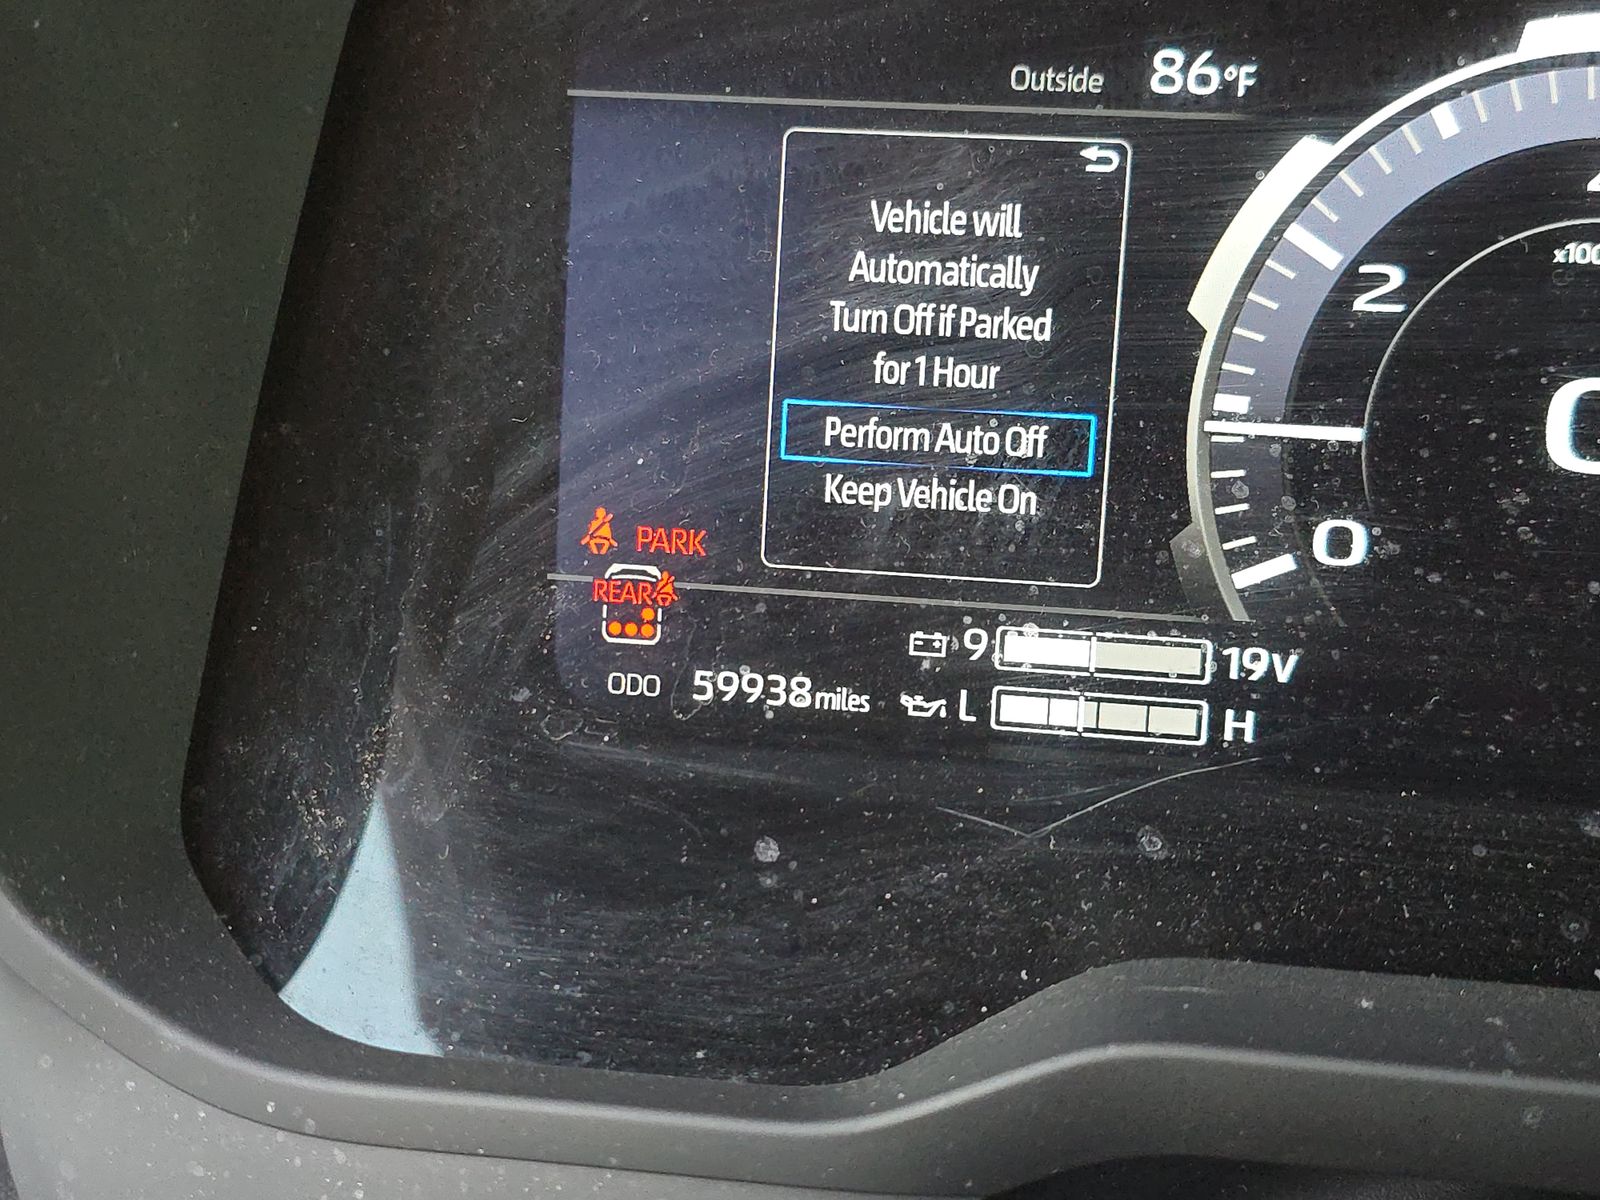 Outside 86°F
Vehicle will
Automatically
Turn Off if Parked
for 1 Hour
Perform Auto Off
Keep Vehicle On
2
0
PARK
REAR
9 19V
ODO 59938 miles
L H